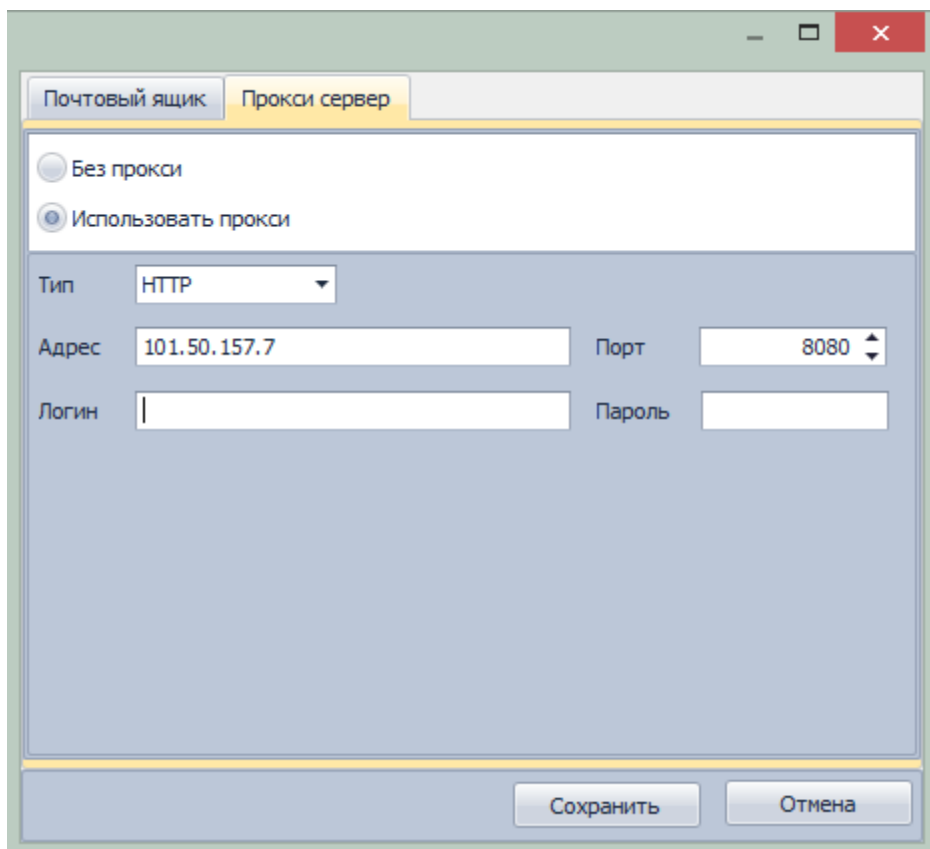 Почтовый ящик Прокси сервер
Без прокси
Использовать прокси
Тип HTTP
Адрес 101.50.157.7 Порт 8080
Логин Пароль
Сохранить Отмена